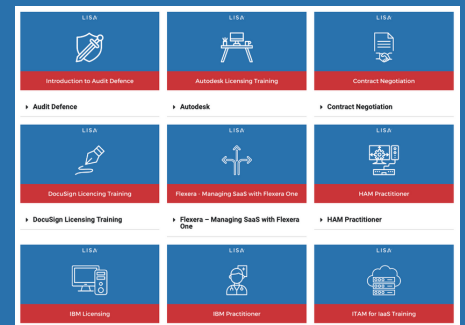 LISA
LISA
LISA
Introduction to Audit Defence
Autodesk Licensing Training
Contract Negotiation
Audit Defence
Autodesk
Contract Negotiation
LISA
LISA
LISA
DocuSign Licencing Training
Flexera - Managing SaaS with Flexera One
HAM Practitioner
DocuSign Licensing Training
Flexera – Managing SaaS with Flexera
One
HAM Practitioner
LISA
LISA
LISA
IBM Licensing
IBM Practitioner
ITAM for IaaS Training